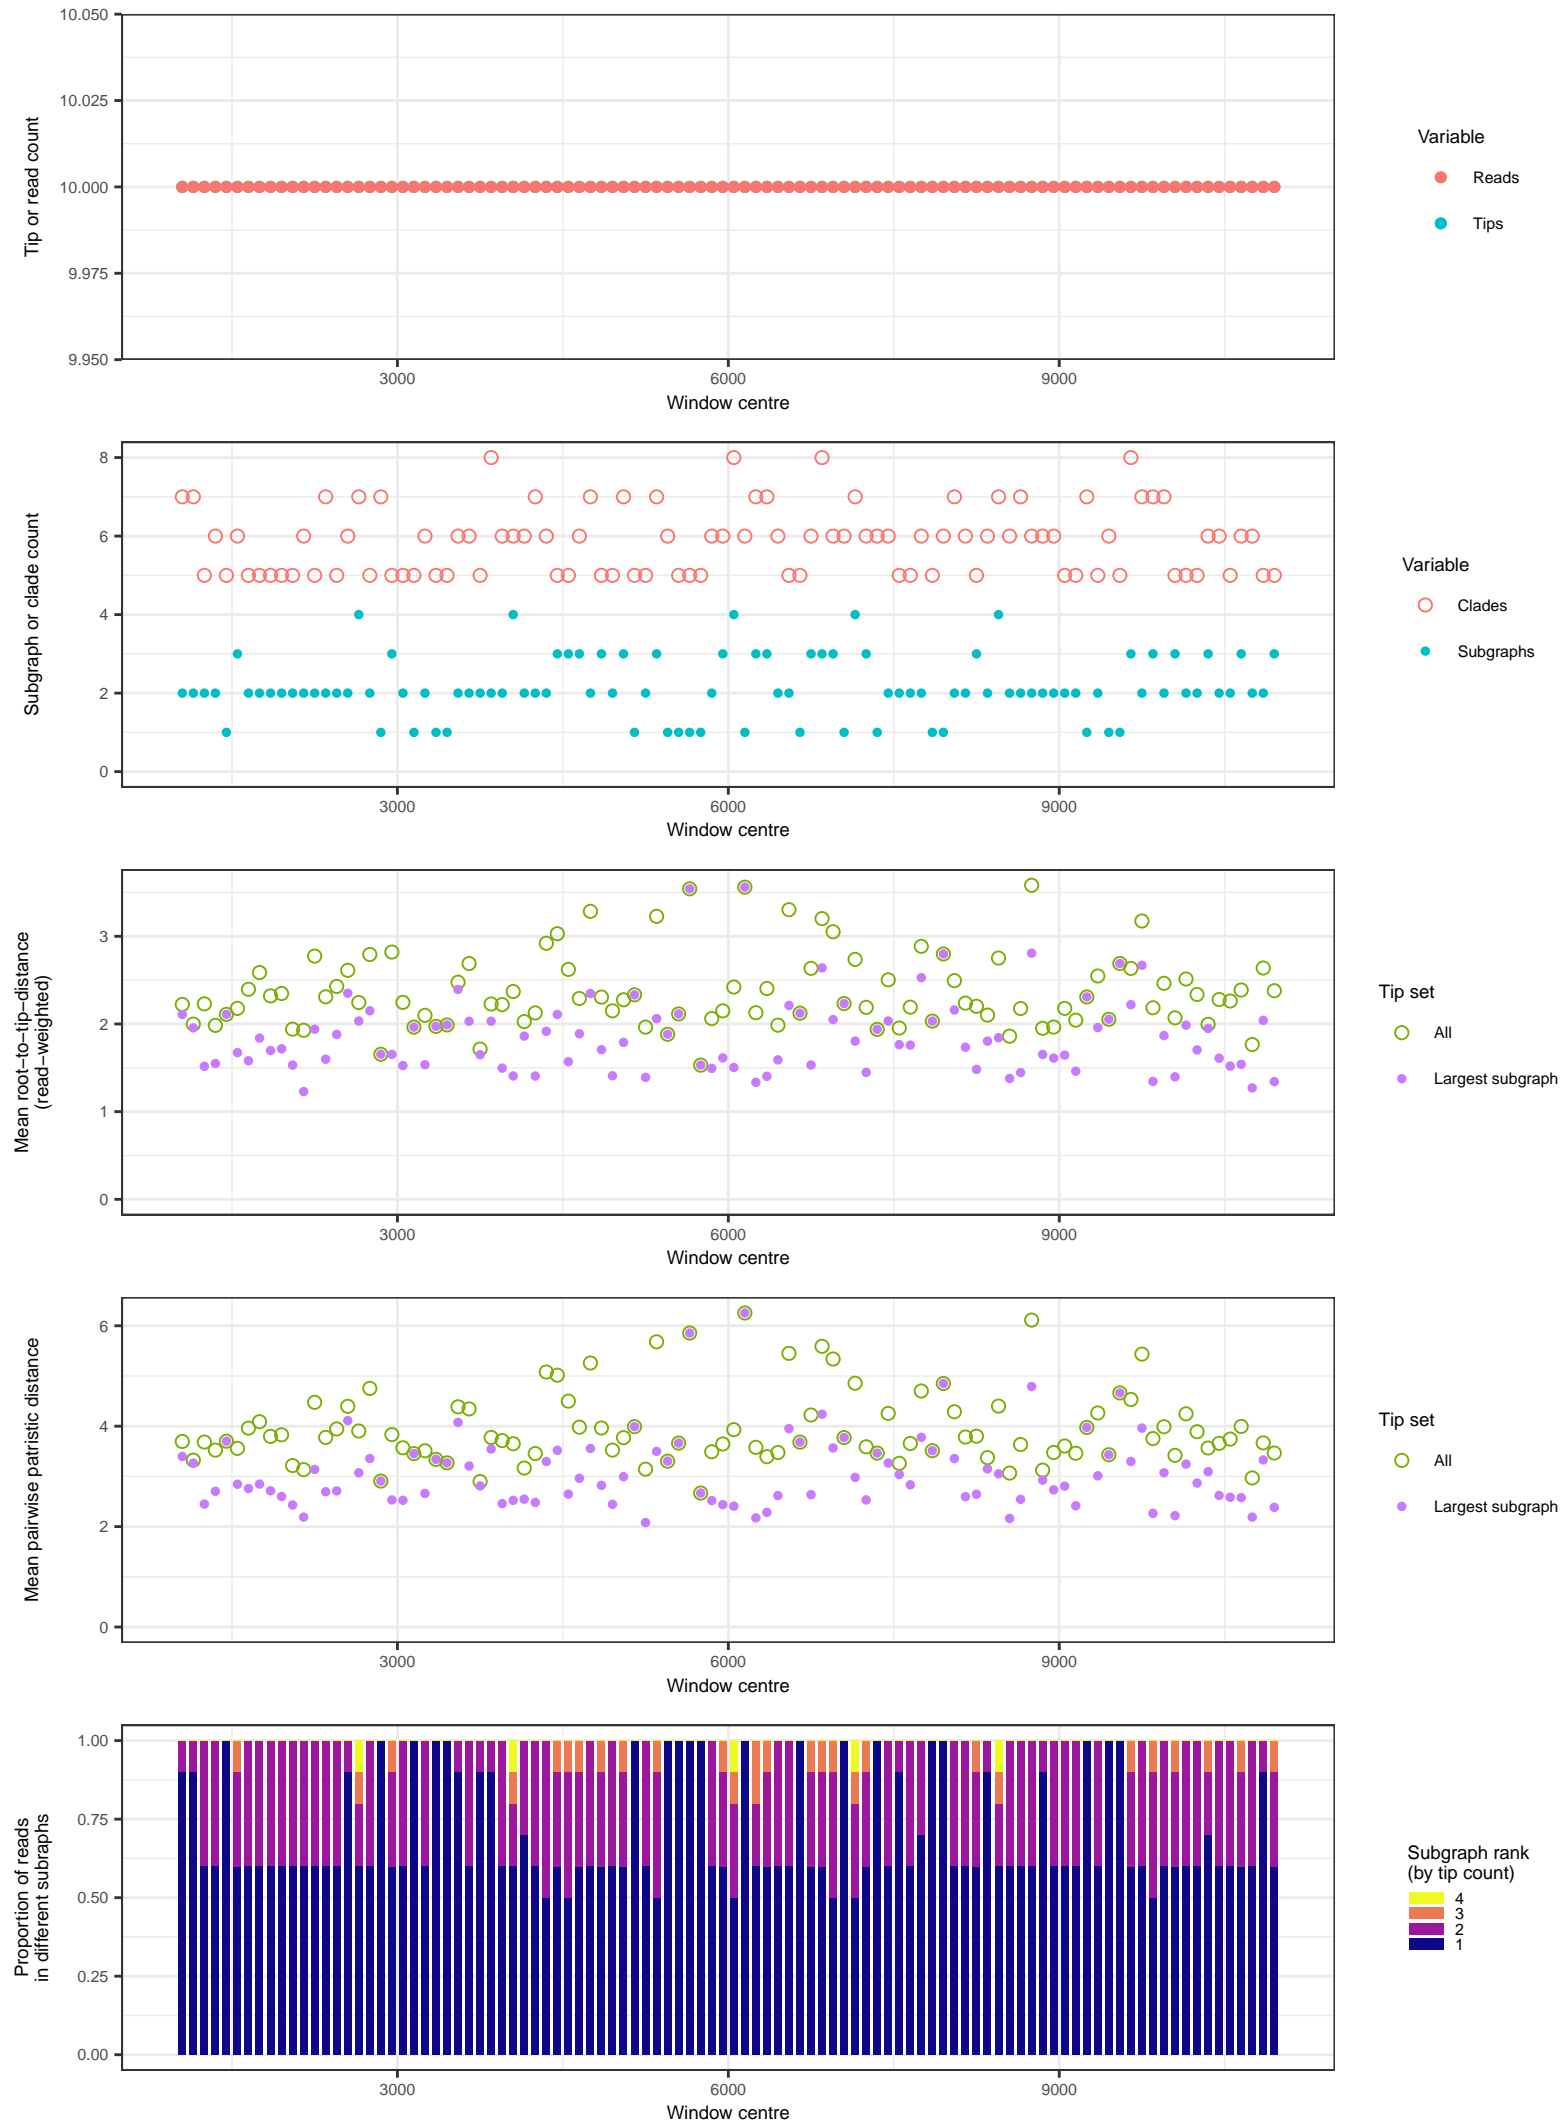 10.050
10.025
10.000
9.975
9.950
Tip or read count
3000 6000 9000
Window centre
Variable
Reads
Tips
8
6
4
2
0
Subgraph or clade count
3000 6000 9000
Window centre
Variable
Clades
Subgraphs
3
2
1
0
Mean root−to−tip−distance
(read−weighted)
3000 6000 9000
Window centre
Tip set
All
Largest subgraph
6
4
2
0
Mean pairwise patristic distance
3000 6000 9000
Window centre
Tip set
All
Largest subgraph
1.00
0.75
0.50
0.25
0.00
Proportion of reads
in different subraphs
3000 6000 9000
Window centre
Subgraph rank
(by tip count)
4
3
2
1